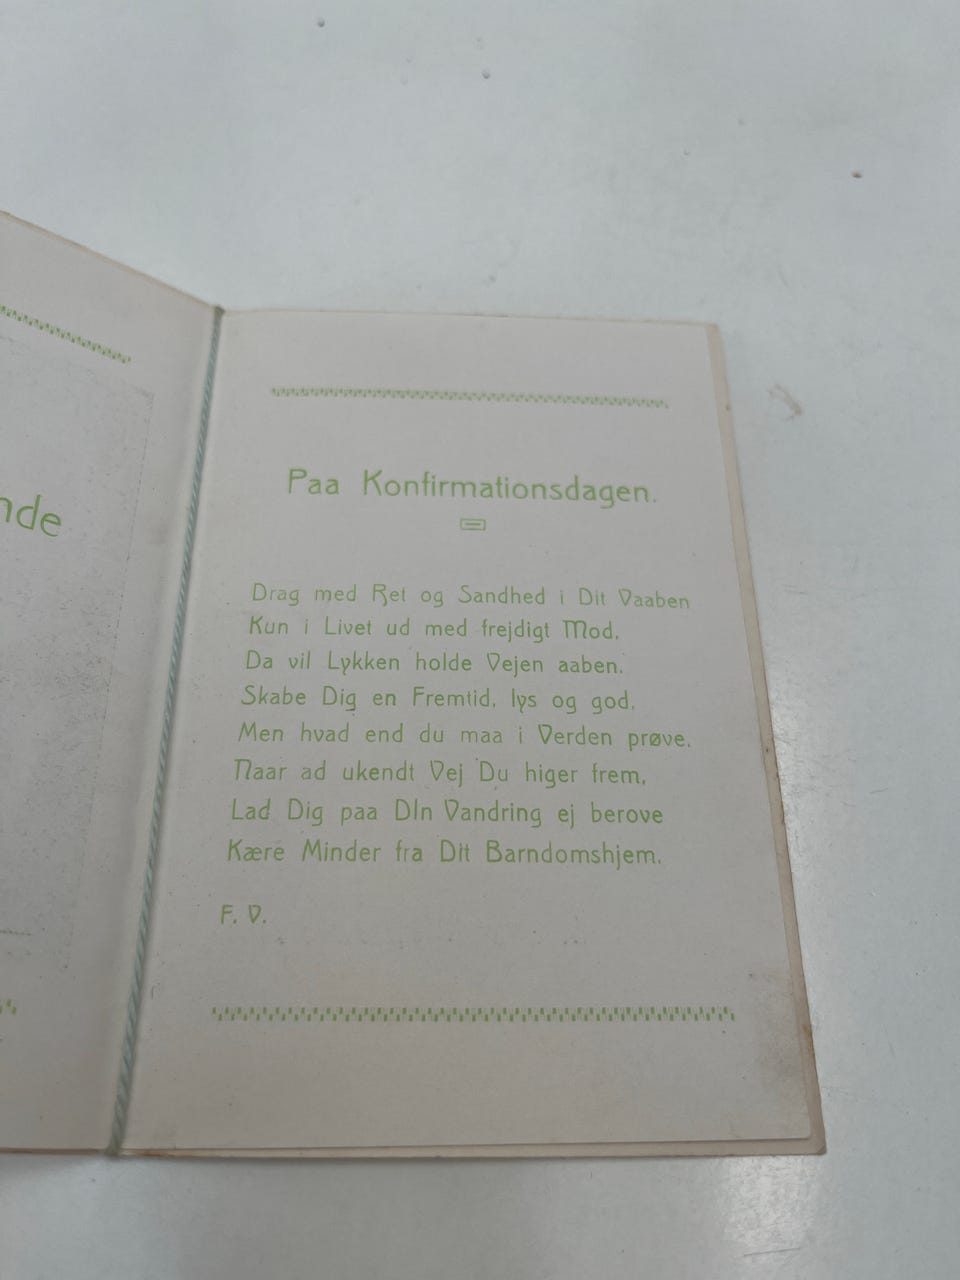 nde
Paa Konfirmationsdagen.
Drag med Ret og Sandhed i Dit Vaaben
Kun i Livet ud med frejdigt Mod,
Da vil Lykken holde Vejen aaben.
Skabe Dig en Fremtid, lys og god,
Men hvad end du maa i Verden prøve,
Naar ad ukendt Vej Du higer frem,
Lad Dig paa DIn Vandring ej berove
Kære Minder fra Dit Barndomshjem.
F. V.